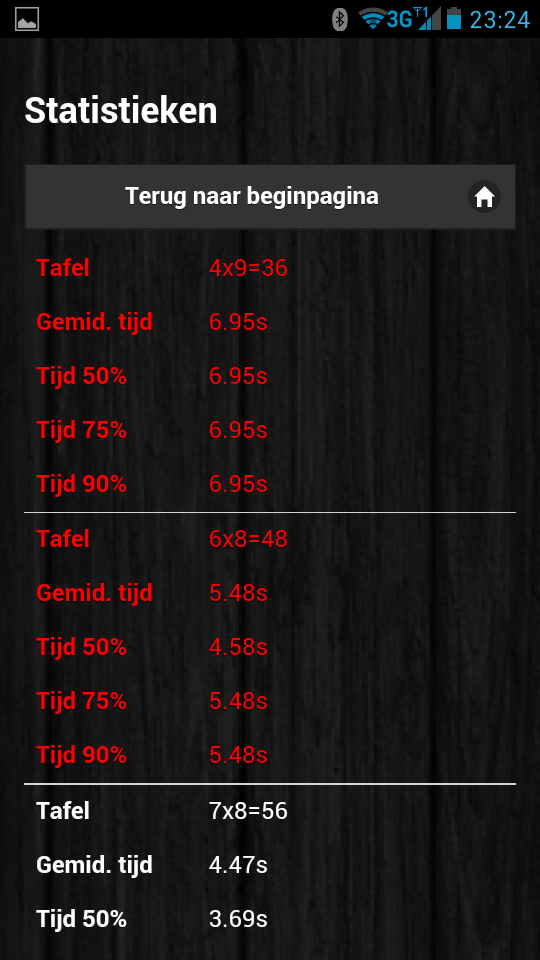 3G 1 23:24
Statistieken
Terug naar beginpagina
Tafel 4x9=36
Gemid. tijd 6.95s
Tijd 50% 6.95s
Tijd 75% 6.95s
Tijd 90% 6.95s
Tafel 6x8=48
Gemid. tijd 5.48s
Tijd 50% 4.58s
Tijd 75% 5.48s
Tijd 90% 5.48s
Tafel 7x8=56
Gemid. tijd 4.47s
Tijd 50% 3.69s